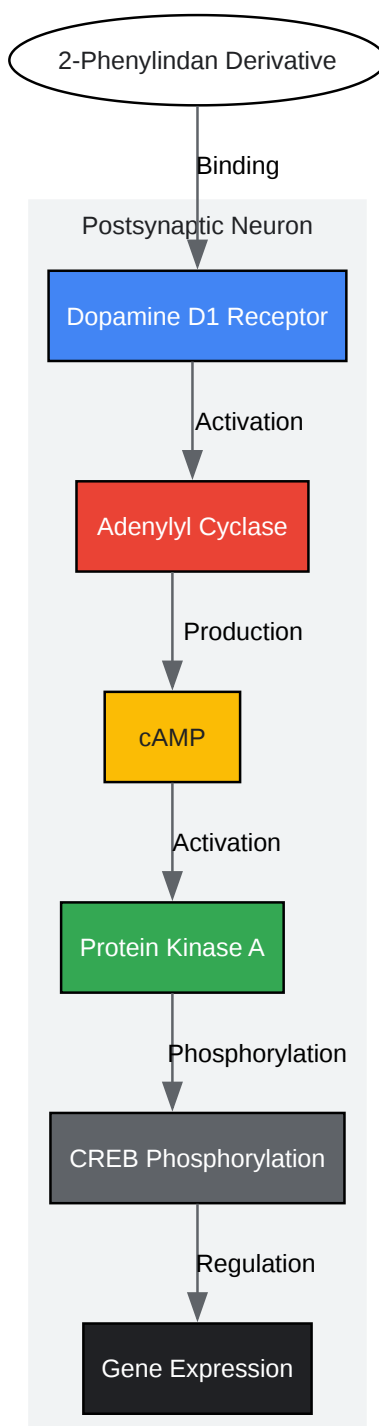 2-Phenylindan Derivative
Binding
Postsynaptic Neuron
Dopamine D1 Receptor
Activation
Adenylyl Cyclase
Production
cAMP
Activation
Protein Kinase A
Phosphorylation
CREB Phosphorylation
Regulation
Gene Expression